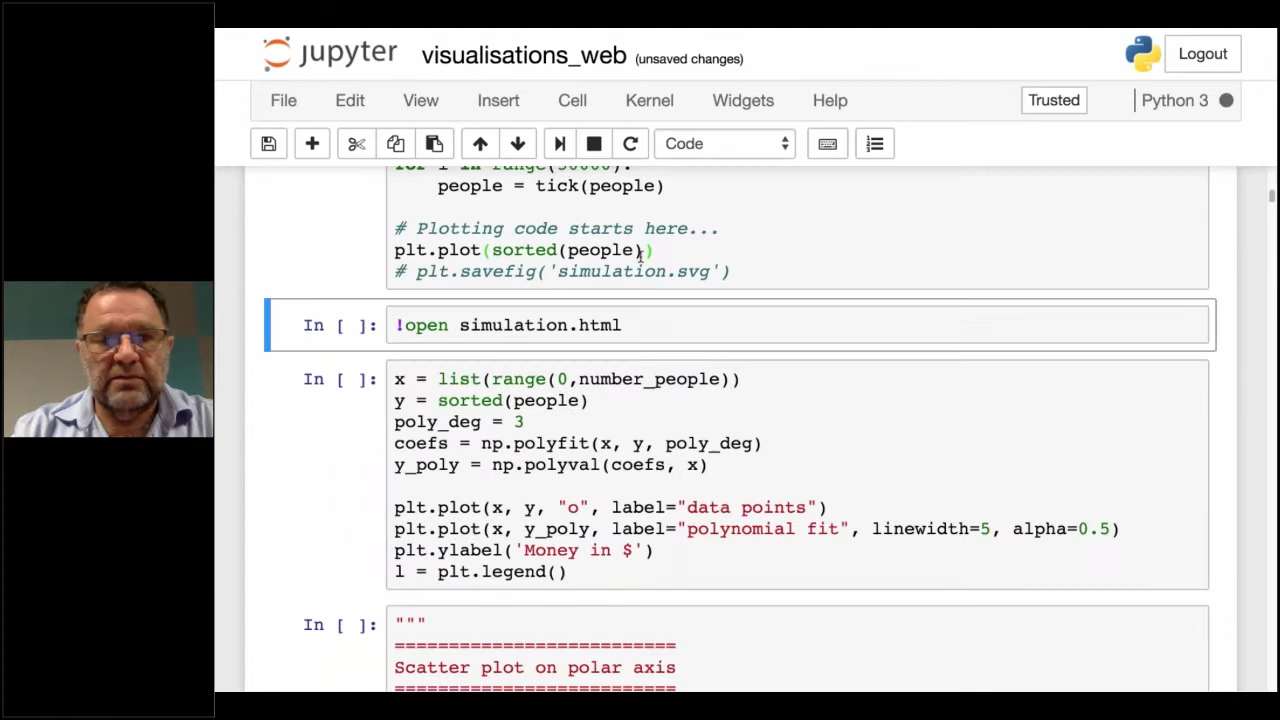 jupyter visualisations_web (unsaved changes) Logout
File Edit View Insert Cell Kernel Widgets Help Trusted Python 3
Code
for i in range(50000):
people = tick(people)
# Plotting code starts here...
plt.plot(sorted(people))
# plt.savefig('simulation.svg')
In [ ]: !open simulation.html
In [ ]: x = list(range(0,number_people))
y = sorted(people)
poly_deg = 3
coefs = np.polyfit(x, y, poly_deg)
y_poly = np.polyval(coefs, x)
plt.plot(x, y, "o", label="data points")
plt.plot(x, y_poly, label="polynomial fit", linewidth=5, alpha=0.5)
plt.ylabel('Money in $')
l = plt.legend()
In [ ]: """
==========================
Scatter plot on polar axis
==========================